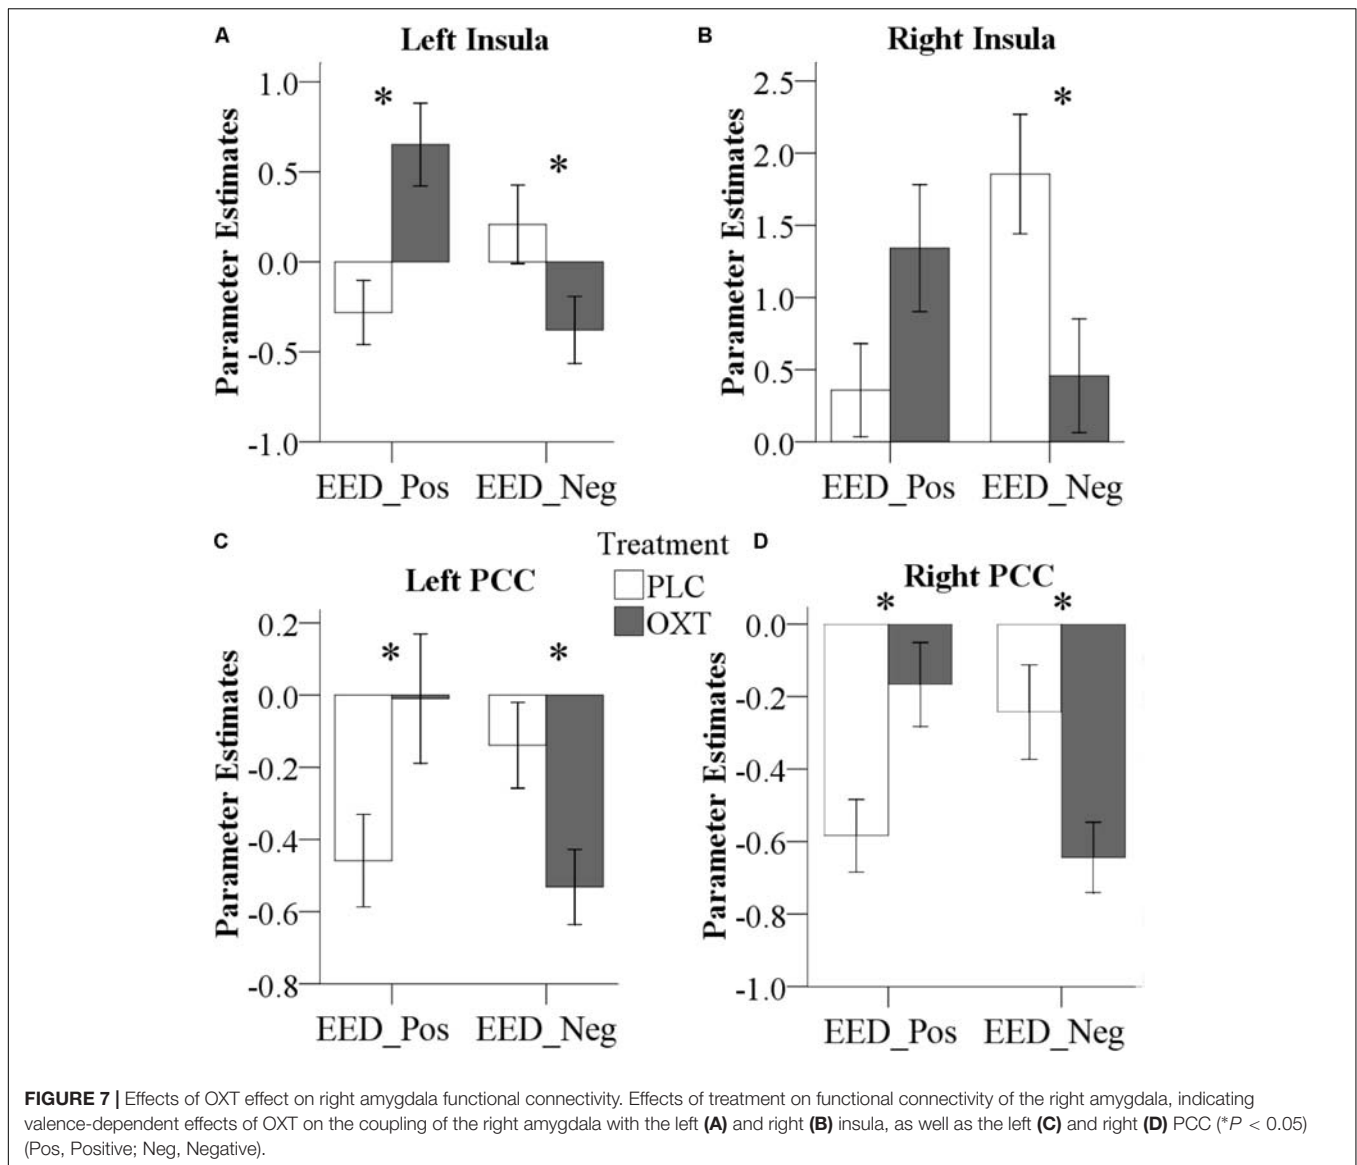 A
Left Insula
*
*
Parameter Estimates
1.0
0.5
0.0
-0.5
-1.0
EED_Pos EED_Neg
B
Right Insula
*
Parameter Estimates
2.5
2.0
1.5
1.0
0.5
0.0
EED_Pos EED_Neg
C
Left PCC
*
*
Parameter Estimates
0.2
0.0
-0.2
-0.4
-0.6
-0.8
EED_Pos EED_Neg
Treatment
PLC
OXT
D
Right PCC
*
*
Parameter Estimates
0.0
-0.2
-0.4
-0.6
-0.8
-1.0
EED_Pos EED_Neg
FIGURE 7 | Effects of OXT effect on right amygdala functional connectivity. Effects of treatment on functional connectivity of the right amygdala, indicating
valence-dependent effects of OXT on the coupling of the right amygdala with the left (A) and right (B) insula, as well as the left (C) and right (D) PCC (*P < 0.05)
(Pos, Positive; Neg, Negative).